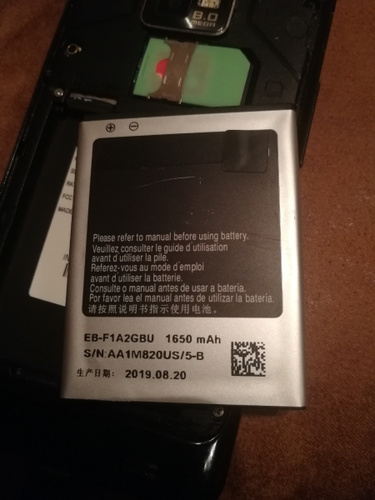 8.0
⊕ ⊖
Please refer to manual before using battery.
Veuillez consulter le guide d'utilisation
avant d'utiliser la pile.
Referez-vous au mode d'emploi
avant d'utiliser la batterie.
Consulte o manual antes de usar a bateria.
Por favor lea el manual antes de utilizar la bateria.
请按照说明书指示使用电池。
EB-F1A2GBU 1650 mAh
S/N:AA1M820US/5-B
生产日期: 2019.08.20